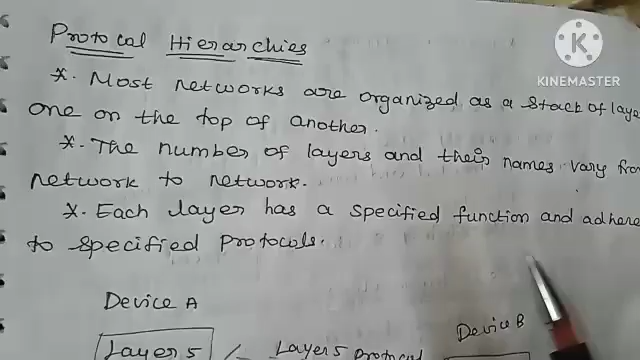 Protocal Hierarchies
KINEMASTER
*. Most networks are organized as a stack of laye
one on the top of another.
*. The number of layers and their names vary from
network to network.
*. Each layer has a specified function and adhere
to specified Protocols.
Device A
Device B
Layer 5
Layer 5 Protocol